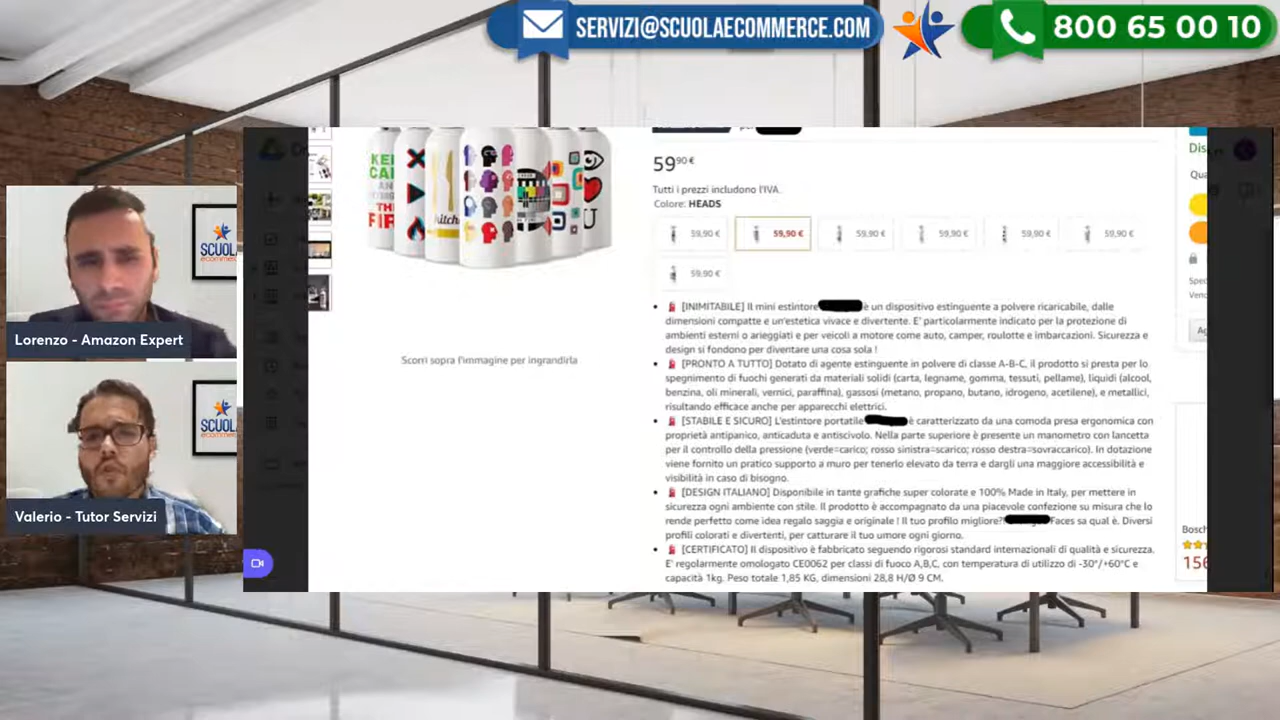 SERVIZI@SCUOLAECOMMERCE.COM
800 65 00 10
59,90 €
Tutti i prezzi includono l'IVA.
Colore: HEADS
59,90 €
59,90 €
59,90 €
59,90 €
59,90 €
59,90 €
59,90 €
[INIMITABILE] Il mini estintore è un dispositivo estinguente a polvere ricaricabile, dalle
dimensioni compatte e un'estetica vivace e divertente. E' particolarmente indicato per la protezione di
ambienti esterni o arieggiati e per veicoli a motore come auto, camper, roulotte e imbarcazioni. Sicurezza e
design si fondono per diventare una cosa sola !
[PRONTO A TUTTO] Dotato di agente estinguente in polvere di classe A-B-C, il prodotto si presta per lo
spegnimento di fuochi generati da materiali solidi (carta, legname, gomma, tessuti, pellame), liquidi (alcool,
benzina, oli minerali, vernici, paraffina), gassosi (metano, propano, butano, idrogeno, acetilene), e metallici,
risultando efficace anche per apparecchi elettrici.
[STABILE E SICURO] L'estintore portatile è caratterizzato da una comoda presa ergonomica con
proprietà antipanico, anticaduta e antiscivolo. Nella parte superiore è presente un manometro con lancetta
per il controllo della pressione (verde=carico; rosso sinistra=scarico; rosso destra=sovraccarico). In dotazione
viene fornito un pratico supporto a muro per tenerlo elevato da terra e dargli una maggiore accessibilità e
visibilità in caso di bisogno.
[DESIGN ITALIANO] Disponibile in tante grafiche super colorate e 100% Made in Italy, per mettere in
sicurezza ogni ambiente con stile. Il prodotto è accompagnato da una piacevole confezione su misura che lo
rende perfetto come idea regalo saggia e originale ! Il tuo profilo migliore? Faces sa qual è. Diversi
profili colorati e divertenti, per catturare il tuo umore ogni giorno.
[CERTIFICATO] Il dispositivo è fabbricato seguendo rigorosi standard internazionali di qualità e sicurezza.
E' regolarmente omologato CE0062 per classi di fuoco A,B,C, con temperatura di utilizzo di -30°/+60°C e
capacità 1kg. Peso totale 1,85 KG, dimensioni 28,8 H/Ø 9 CM.
Scorri sopra l'immagine per ingrandirla
Qua
Vend
Bosch
156
SCUOL
Lorenzo - Amazon Expert
SCUOL
Valerio - Tutor Servizi